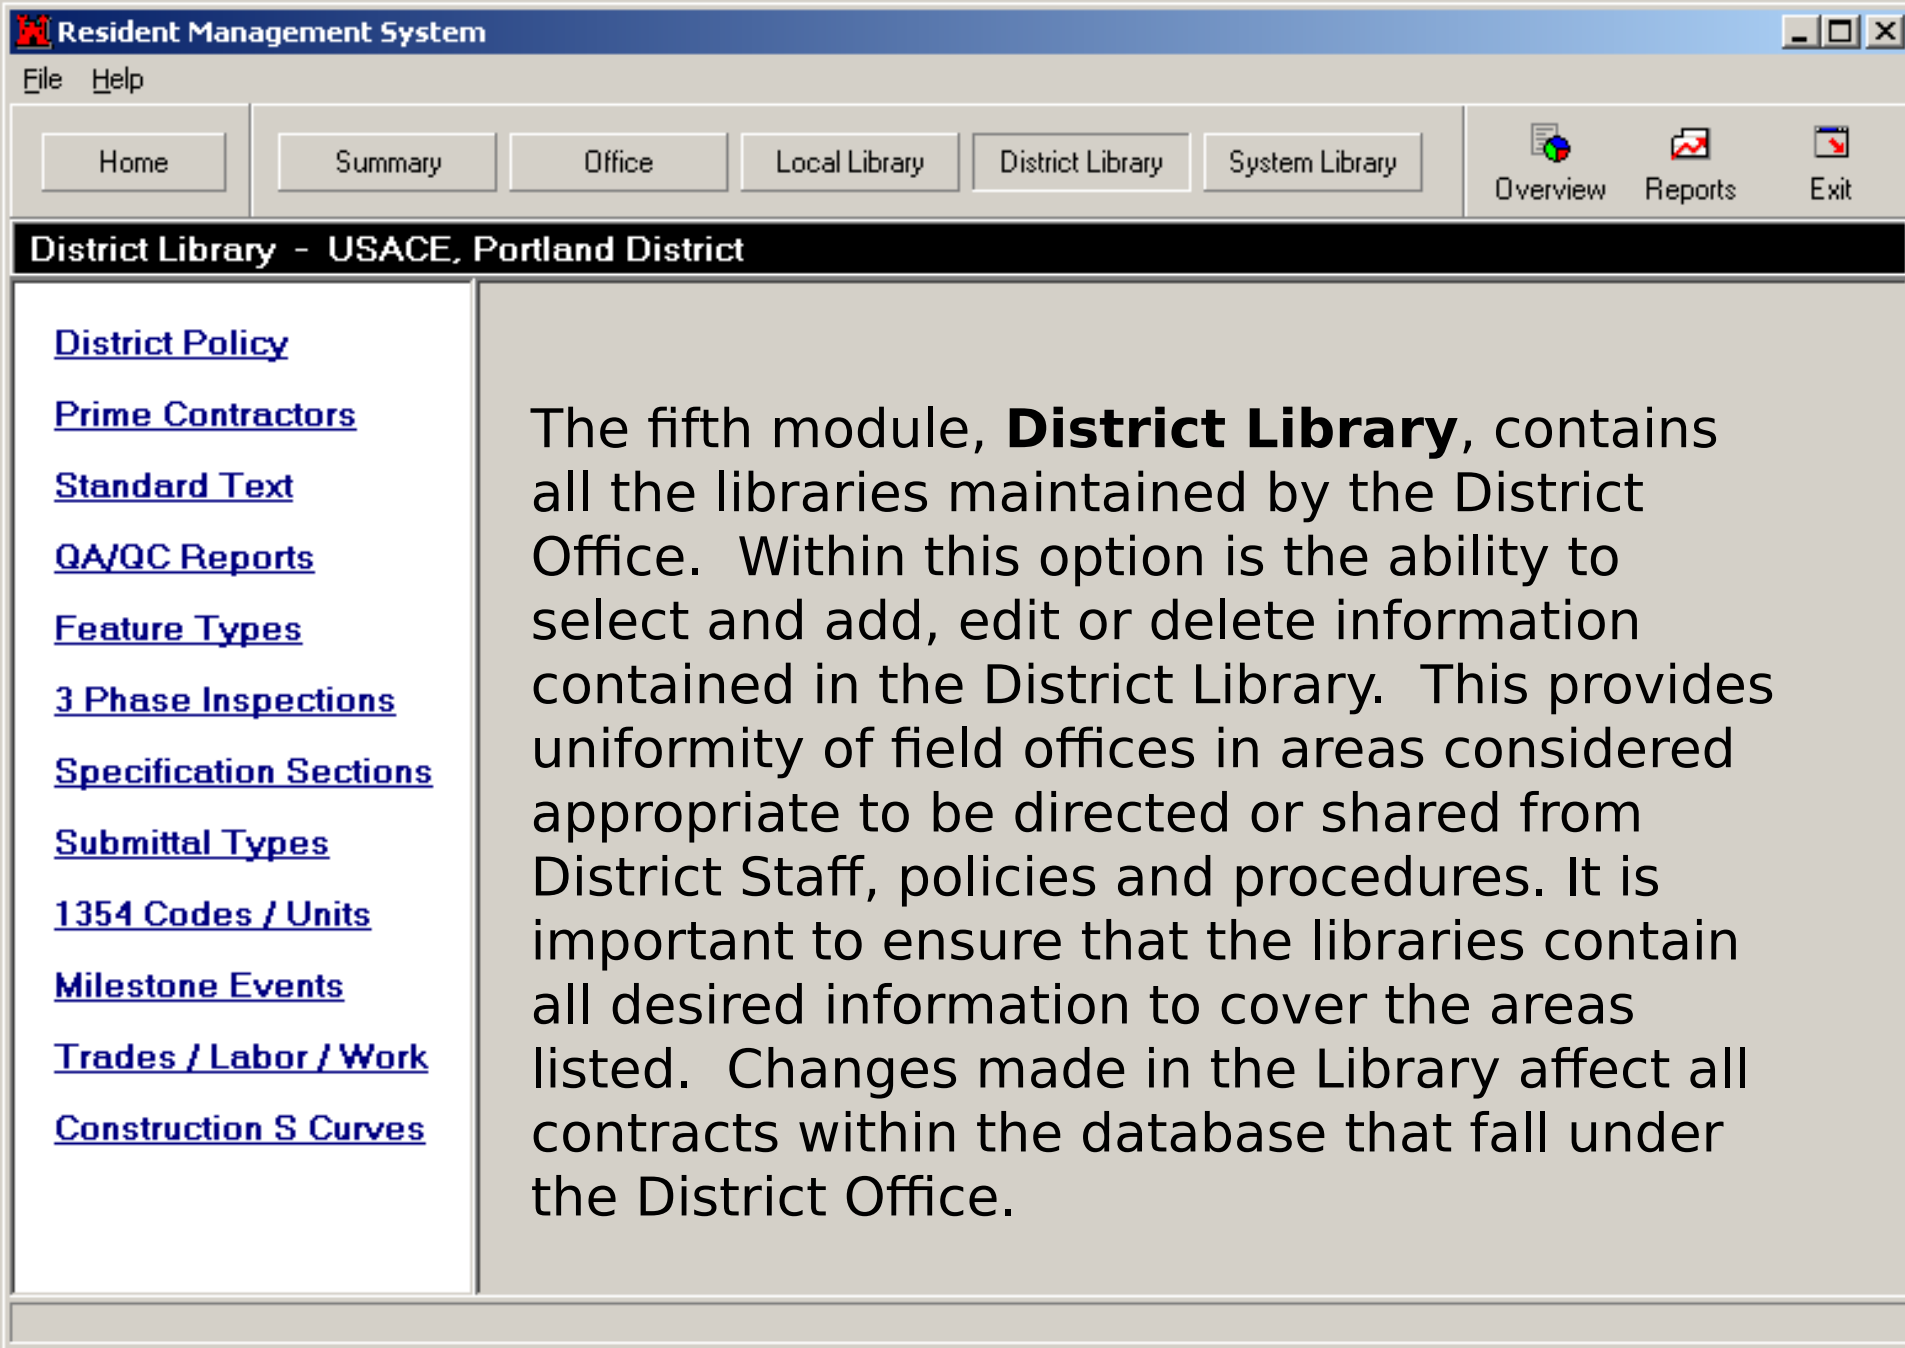 Resident Management System
File Help
Home Summary Office Local Library District Library System Library Overview Reports Exit
District Library - USACE, Portland District
District Policy
Prime Contractors
Standard Text
QA/QC Reports
Feature Types
3 Phase Inspections
Specification Sections
Submittal Types
1354 Codes / Units
Milestone Events
Trades / Labor / Work
Construction S Curves
The fifth module, District Library, contains
all the libraries maintained by the District
Office.  Within this option is the ability to
select and add, edit or delete information
contained in the District Library.  This provides
uniformity of field offices in areas considered
appropriate to be directed or shared from
District Staff, policies and procedures. It is
important to ensure that the libraries contain
all desired information to cover the areas
listed.  Changes made in the Library affect all
contracts within the database that fall under
the District Office.